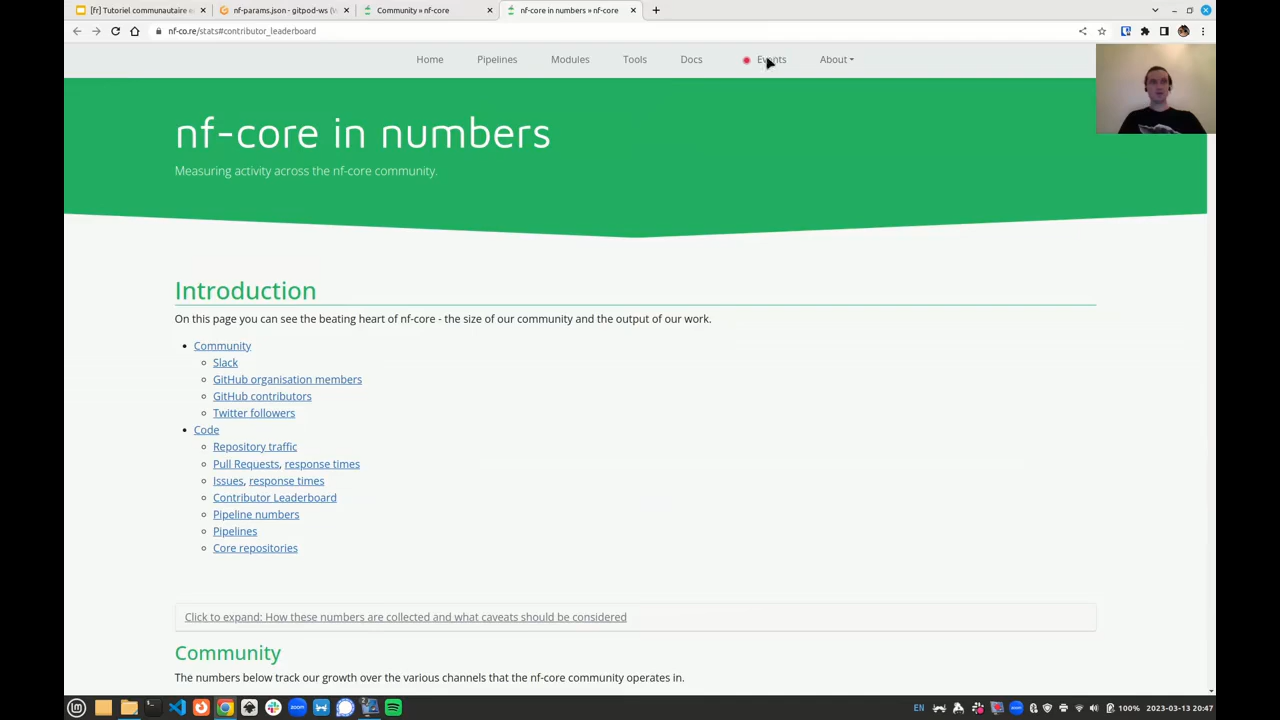 [fr] Tutoriel communautaire e
nf-params.json - gitpod-ws (W
Community » nf-core
nf-core in numbers » nf-core
nf-co.re/stats#contributor_leaderboard
Home Pipelines Modules Tools Docs Events About
nf-core in numbers
Measuring activity across the nf-core community.
Introduction
On this page you can see the beating heart of nf-core - the size of our community and the output of our work.
Community
Slack
GitHub organisation members
GitHub contributors
Twitter followers
Code
Repository traffic
Pull Requests, response times
Issues, response times
Contributor Leaderboard
Pipeline numbers
Pipelines
Core repositories
Click to expand: How these numbers are collected and what caveats should be considered
Community
The numbers below track our growth over the various channels that the nf-core community operates in.
EN 100% 2023-03-13 20:47